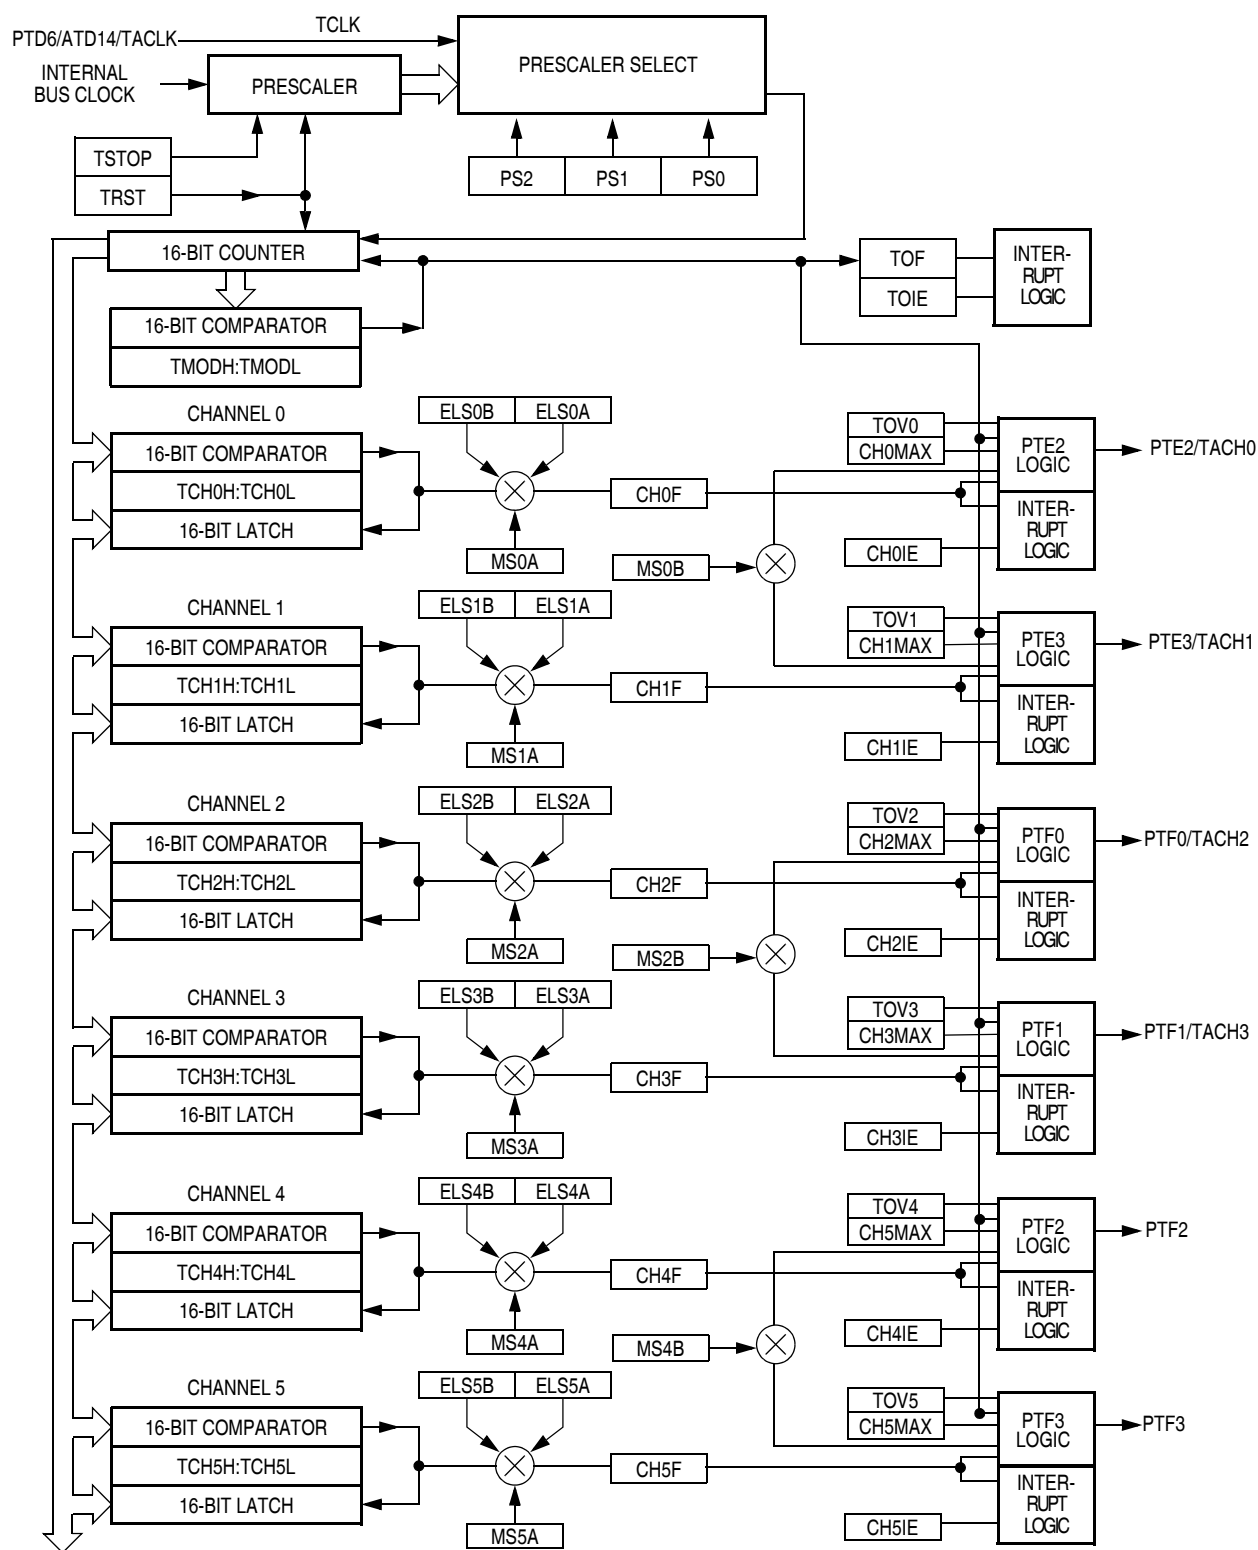 TCLK
PTD6/ATD14/TACLK
PRESCALER SELECT
INTERNAL
BUS CLOCK
PRESCALER
TSTOP
TRST
PS2
PS1
PS0
16-BIT COUNTER
TOF
TOIE
INTER-
RUPT
LOGIC
16-BIT COMPARATOR
TMODH:TMODL
CHANNEL 0
ELS0B
ELS0A
TOV0
CH0MAX
PTE2
LOGIC
PTE2/TACH0
16-BIT COMPARATOR
TCH0H:TCH0L
16-BIT LATCH
CH0F
INTER-
RUPT
LOGIC
MS0A
MS0B
CH0IE
CHANNEL 1
ELS1B
ELS1A
TOV1
CH1MAX
PTE3
LOGIC
PTE3/TACH1
16-BIT COMPARATOR
TCH1H:TCH1L
16-BIT LATCH
CH1F
INTER-
RUPT
LOGIC
MS1A
CH1IE
CHANNEL 2
ELS2B
ELS2A
TOV2
CH2MAX
PTF0
LOGIC
PTF0/TACH2
16-BIT COMPARATOR
TCH2H:TCH2L
16-BIT LATCH
CH2F
INTER-
RUPT
LOGIC
MS2A
MS2B
CH2IE
CHANNEL 3
ELS3B
ELS3A
TOV3
CH3MAX
PTF1
LOGIC
PTF1/TACH3
16-BIT COMPARATOR
TCH3H:TCH3L
16-BIT LATCH
CH3F
INTER-
RUPT
LOGIC
MS3A
CH3IE
CHANNEL 4
ELS4B
ELS4A
TOV4
CH5MAX
PTF2
LOGIC
PTF2
16-BIT COMPARATOR
TCH4H:TCH4L
16-BIT LATCH
CH4F
INTER-
RUPT
LOGIC
MS4A
MS4B
CH4IE
CHANNEL 5
ELS5B
ELS5A
TOV5
CH5MAX
PTF3
LOGIC
PTF3
16-BIT COMPARATOR
TCH5H:TCH5L
16-BIT LATCH
CH5F
INTER-
RUPT
LOGIC
MS5A
CH5IE